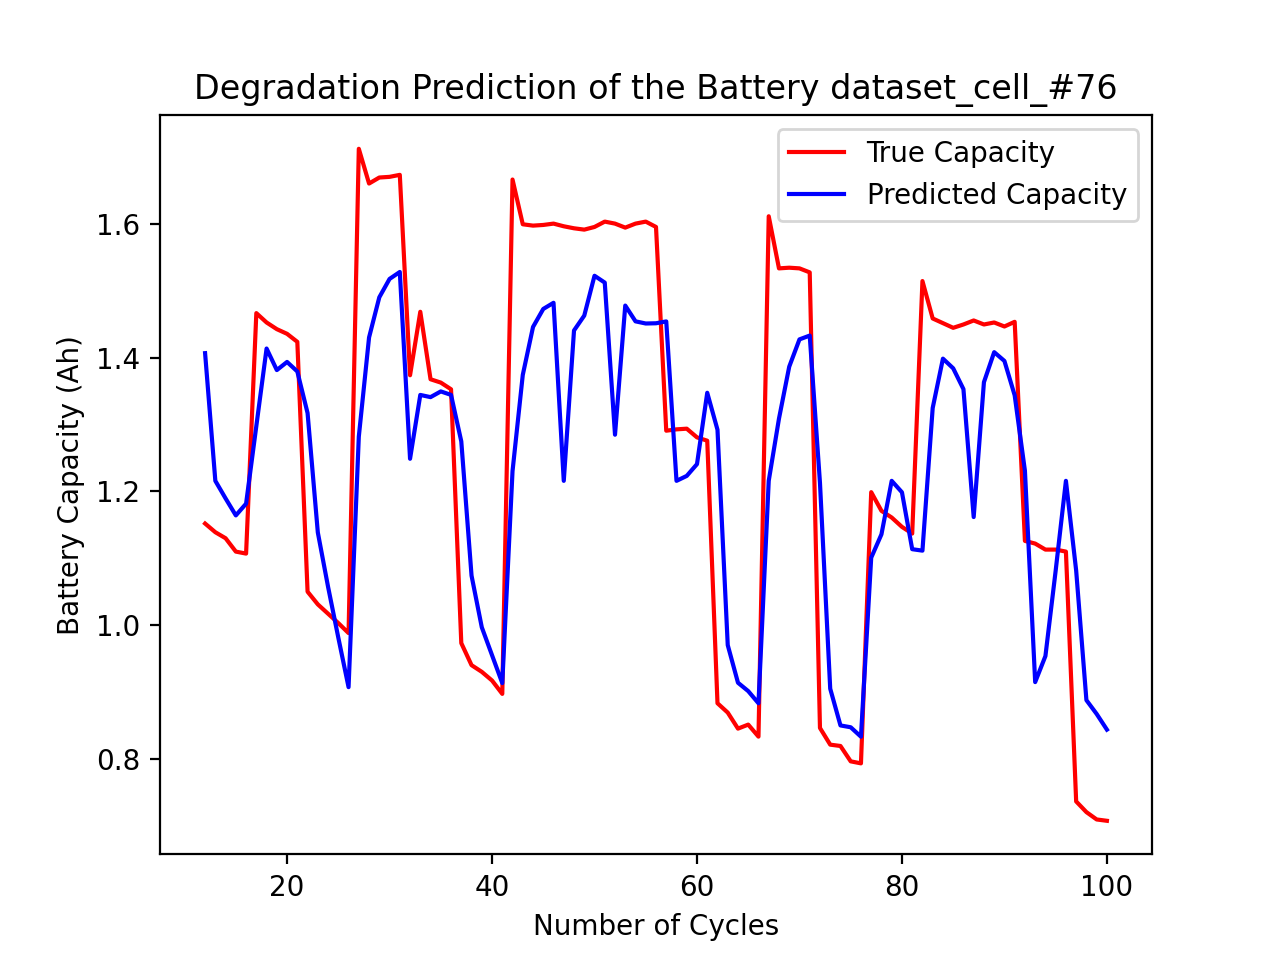 Degradation Prediction of the Battery dataset_cell_#76
True Capacity
Predicted Capacity
Battery Capacity (Ah)
1.6
1.4
1.2
1.0
0.8
20 40 60 80 100
Number of Cycles